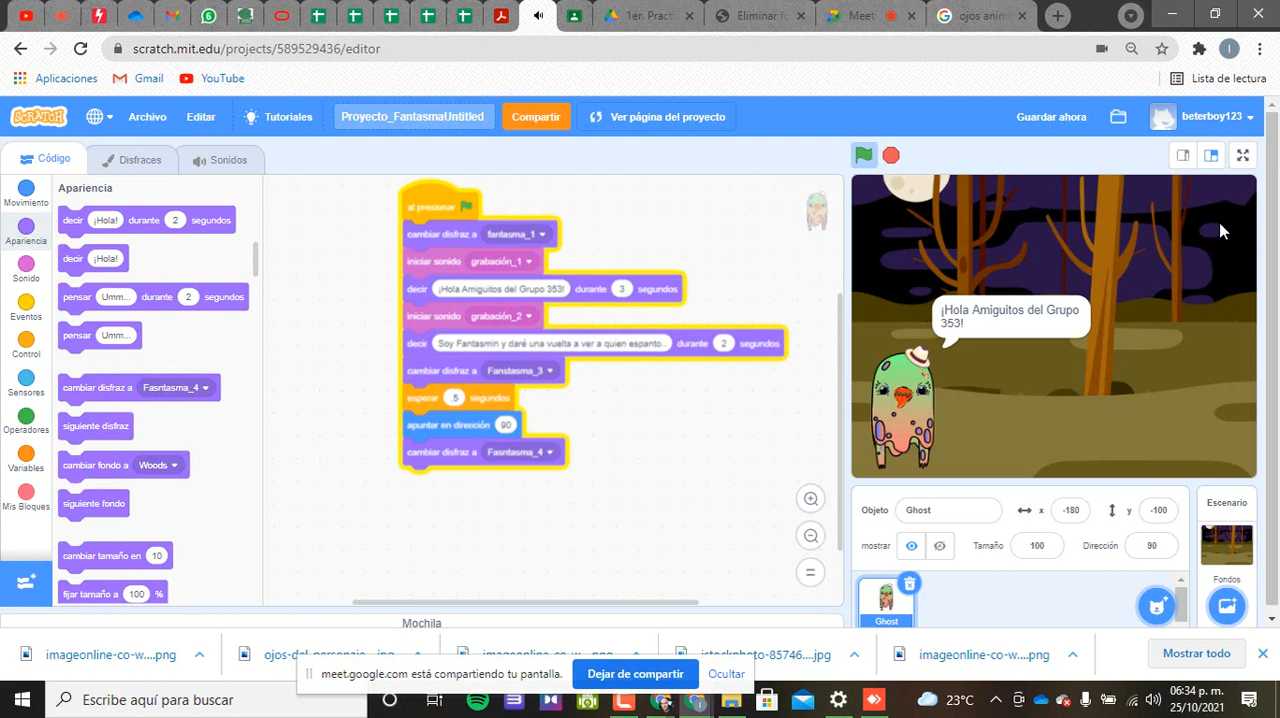 1er. Pract
Eliminar fo
Meet
ojos anim
scratch.mit.edu/projects/589529436/editor
Aplicaciones
Gmail
YouTube
Lista de lectura
SCRATCH
Archivo
Editar
Tutoriales
Proyecto_FantasmaUntitled
Compartir
Ver página del proyecto
Guardar ahora
beterboy123
Código
Disfraces
Sonidos
Movimiento
Apariencia
Sonido
Eventos
Control
Sensores
Operadores
Variables
Mis Bloques
Apariencia
decir ¡Hola! durante 2 segundos
decir ¡Hola!
pensar Umm... durante 2 segundos
pensar Umm...
cambiar disfraz a Fasntasma_4
siguiente disfraz
cambiar fondo a Woods
siguiente fondo
cambiar tamaño en 10
fijar tamaño a 100 %
al presionar
cambiar disfraz a fantasma_1
iniciar sonido grabación_1
decir ¡Hola Amiguitos del Grupo 353! durante 3 segundos
iniciar sonido grabación_2
decir Soy Fantasmin y daré una vuelta a ver a quien espanto.. durante 2 segundos
cambiar disfraz a Fanstasma_3
esperar .5 segundos
apuntar en dirección 90
cambiar disfraz a Fasntasma_4
¡Hola Amiguitos del Grupo
353!
Objeto Ghost x -180 y -100
mostrar Tamaño 100 Dirección 90
Ghost
Escenario
Fondos
Mochila
imageonline-co-w....png
ojos-del-personaje...jpg
imageonline-co-w....png
istockphoto-85746....jpg
imageonline-co-w....png
Mostrar todo
meet.google.com está compartiendo tu pantalla.
Dejar de compartir
Ocultar
Escribe aquí para buscar
23°C
06:34 p. m.
25/10/2021